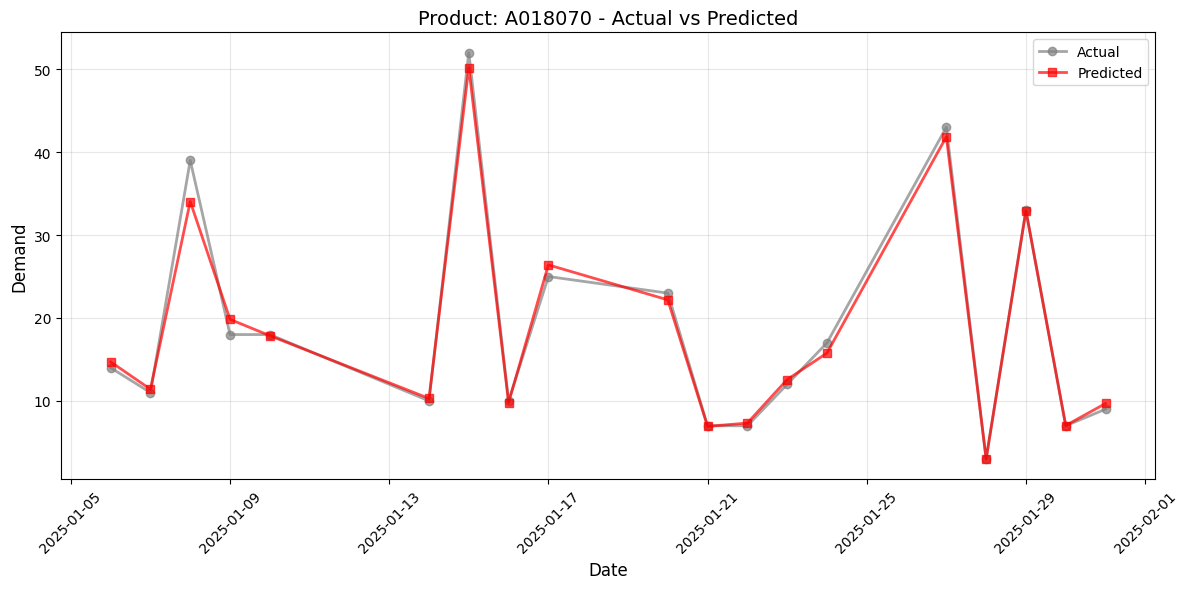 Product: A018070 - Actual vs Predicted
Actual
Predicted
Demand
50
40
30
20
10
2025-01-05
2025-01-09
2025-01-13
2025-01-17
2025-01-21
2025-01-25
2025-01-29
2025-02-01
Date